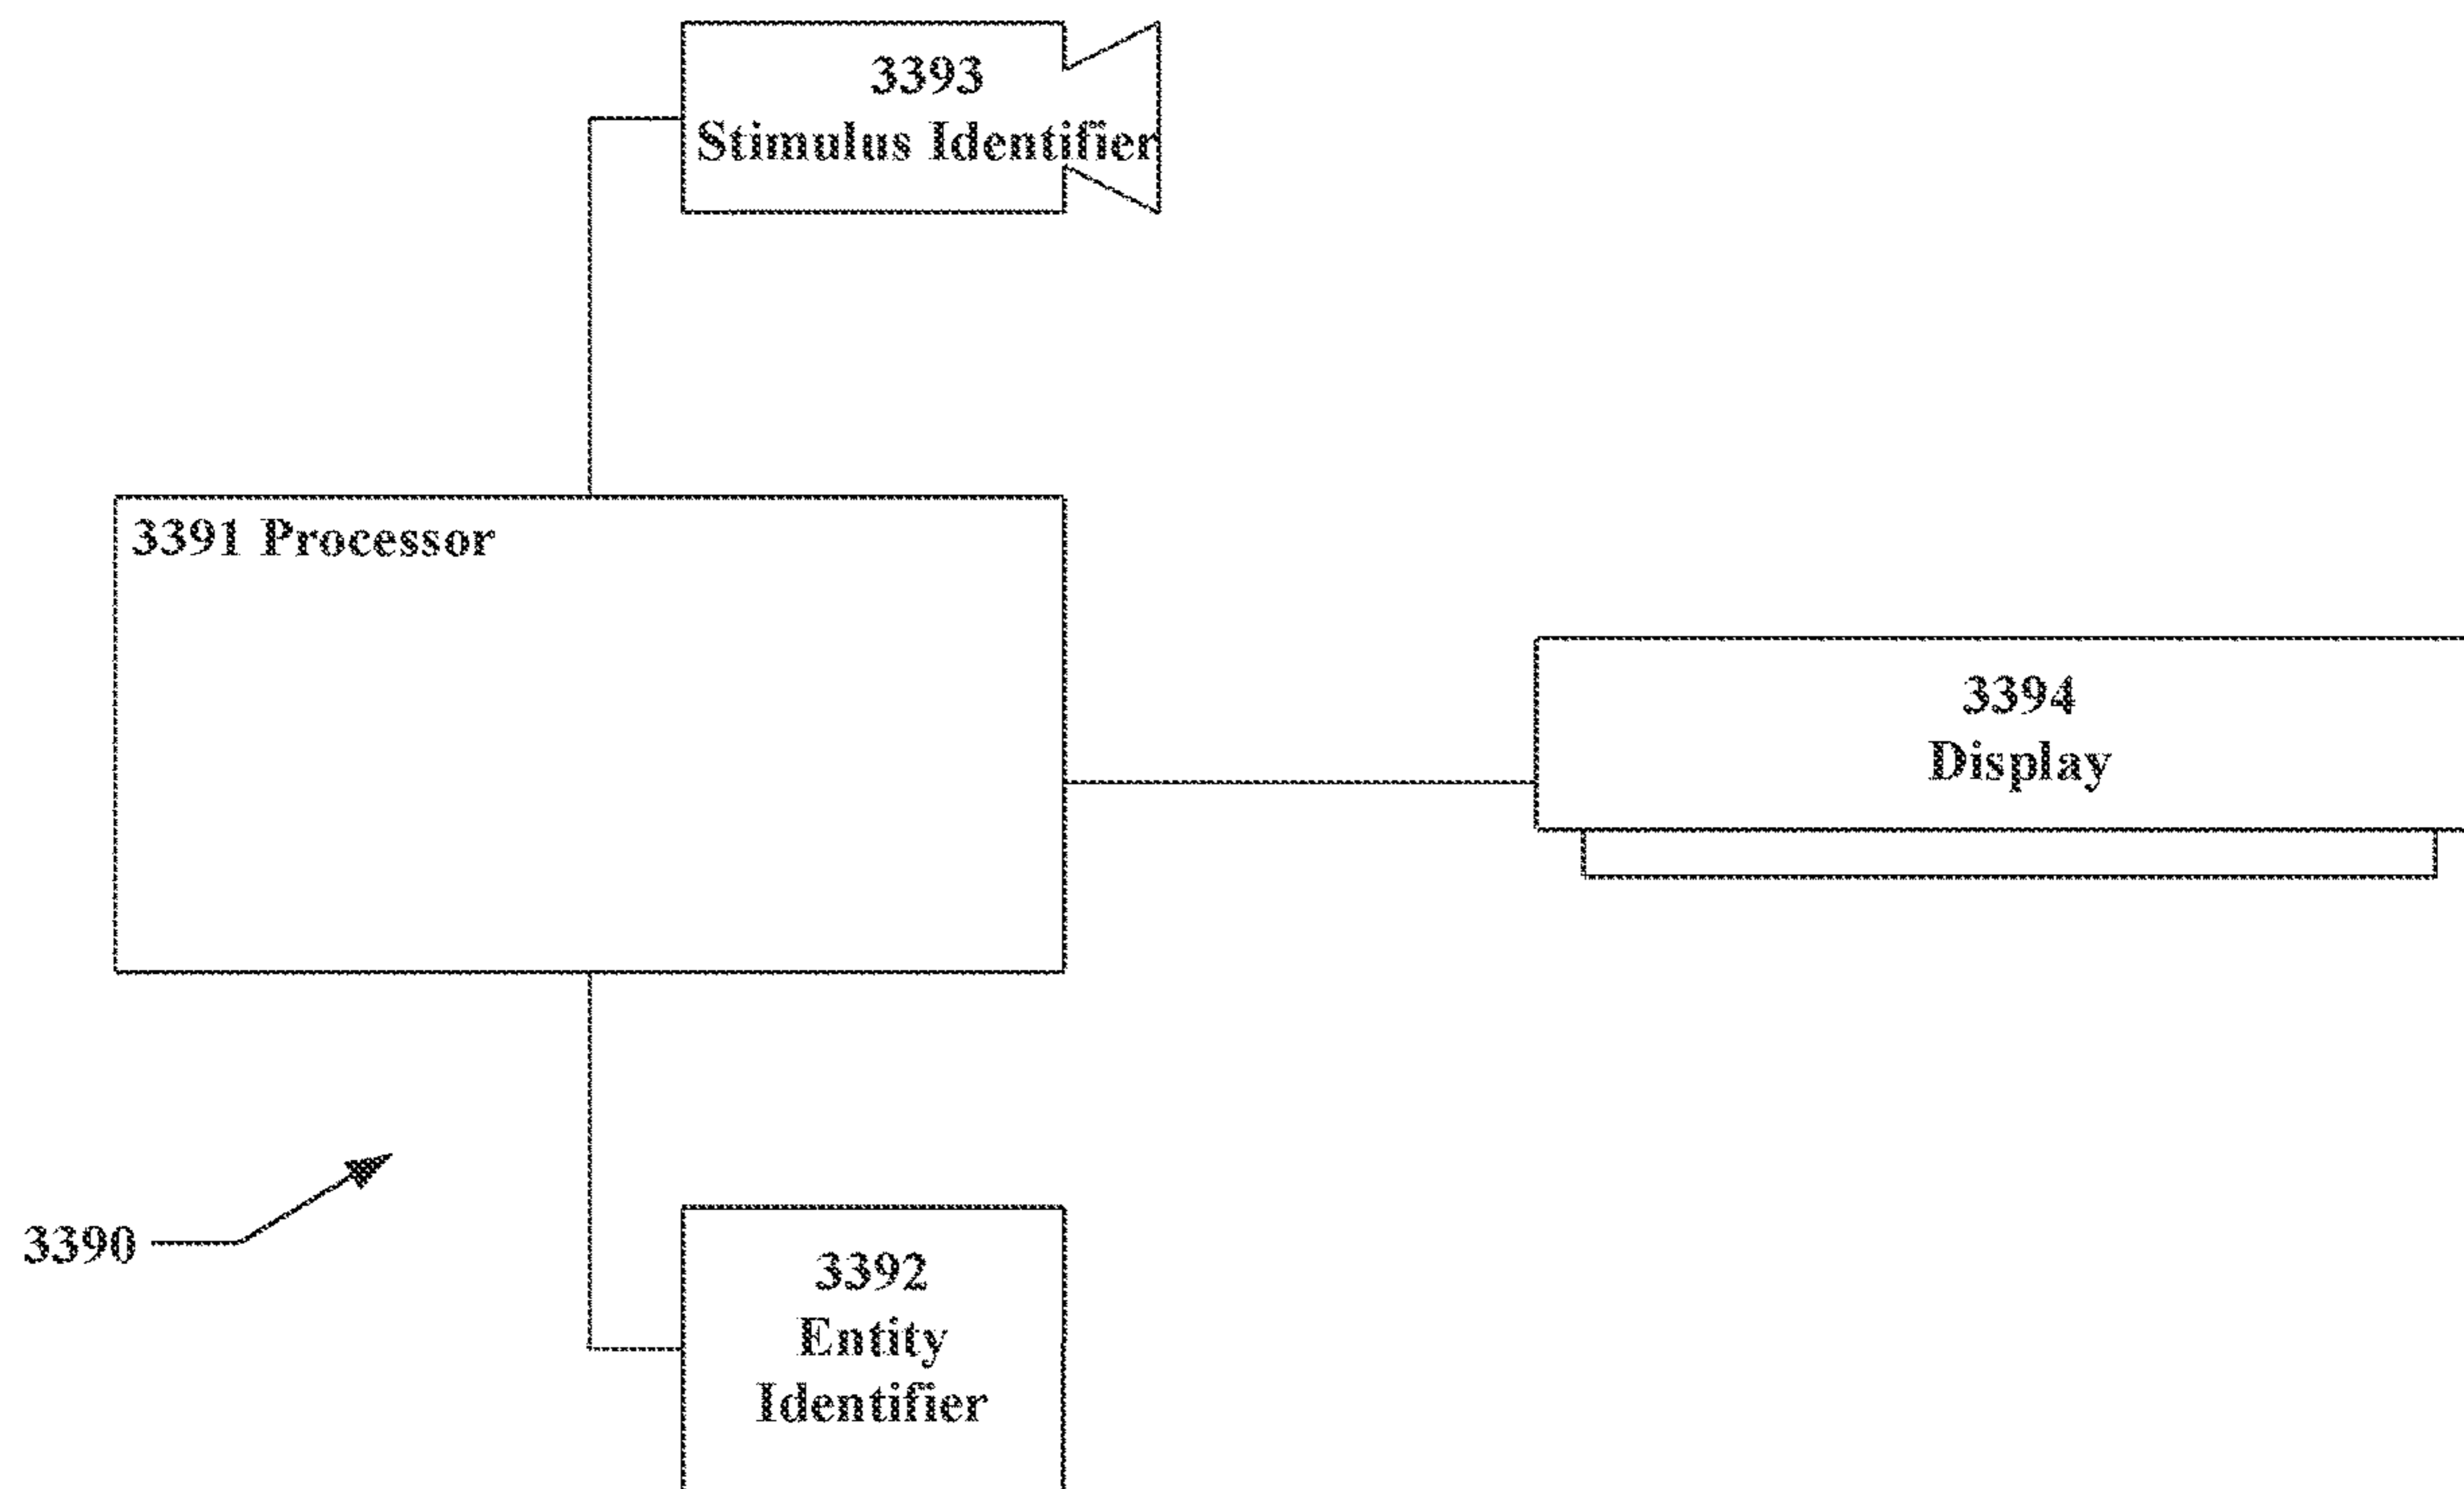 3393
Stimulus Identifier
3391 Processor
3394
Display
3390
3392
Entity
Identifier